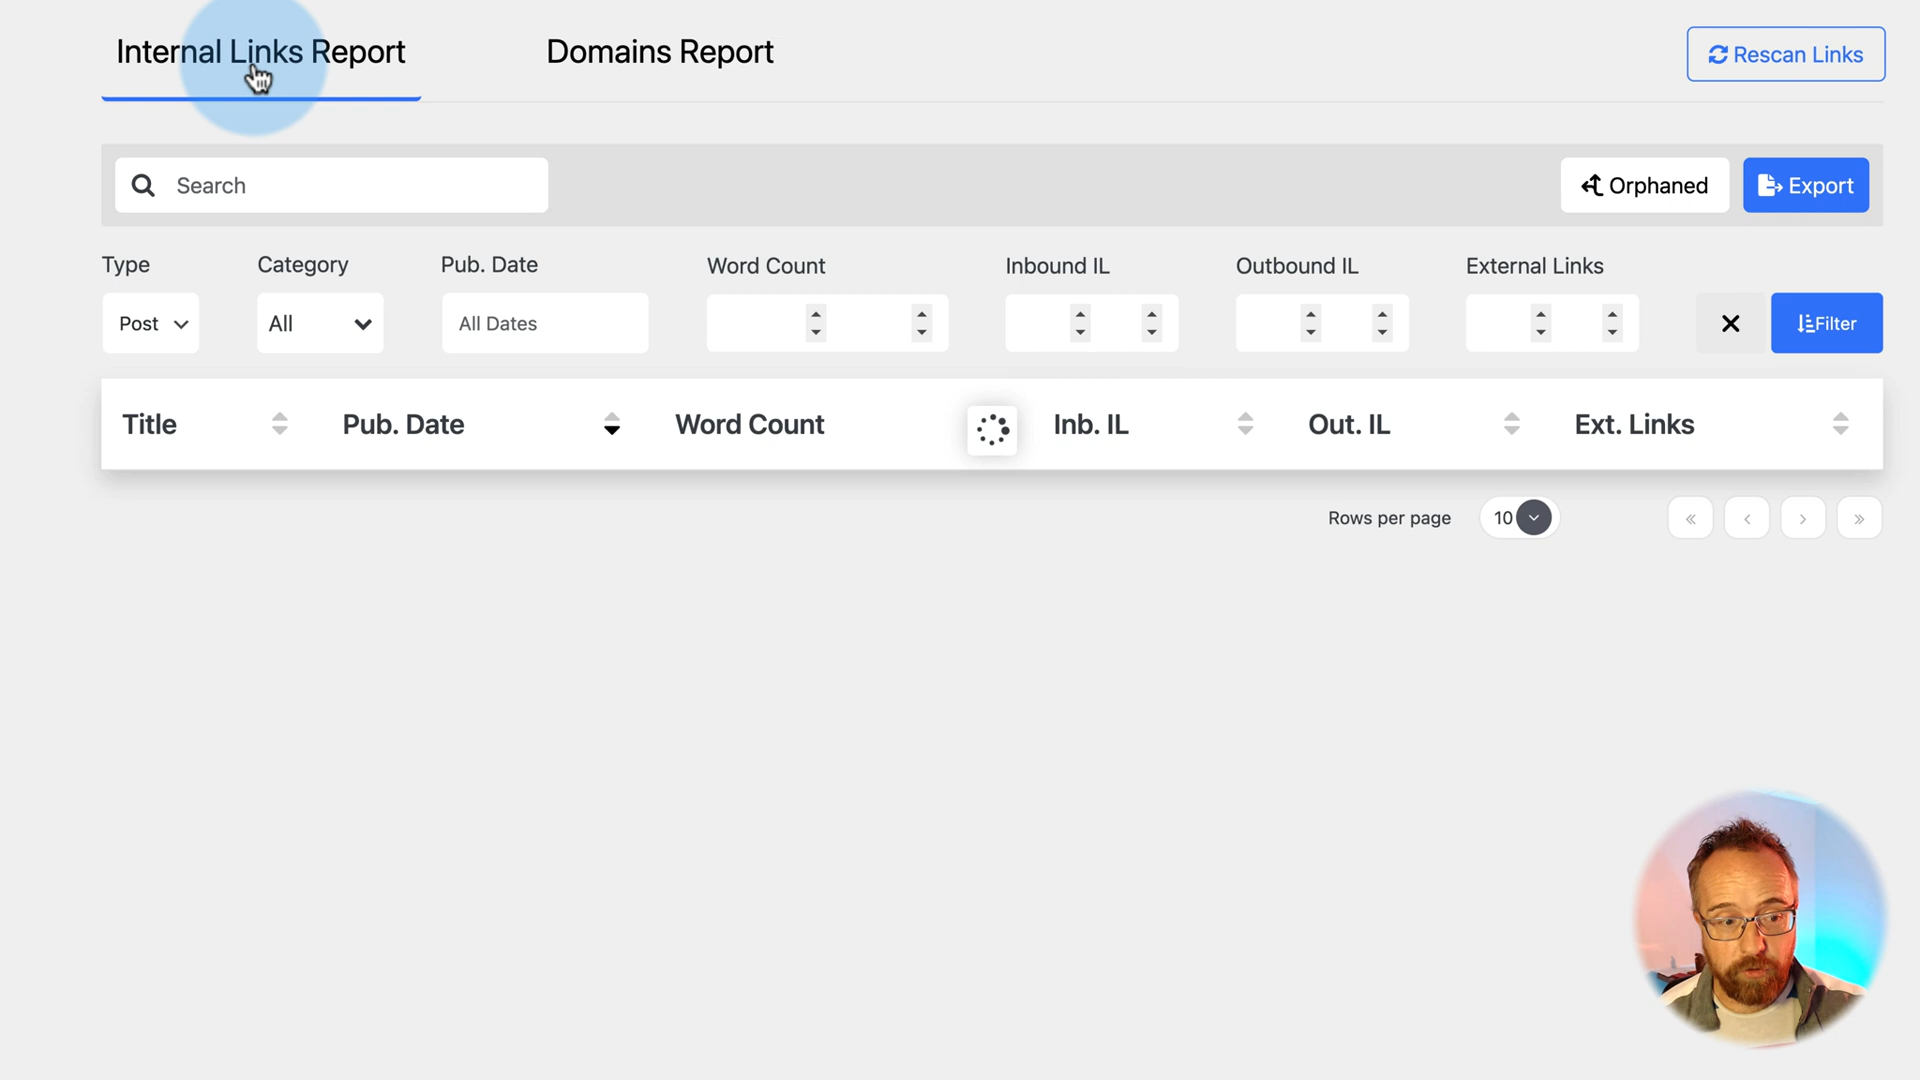 Internal Links Report
Domains Report
Rescan Links
Search
Orphaned
Export
Type
Category
Pub. Date
Word Count
Inbound IL
Outbound IL
External Links
Post
All
All Dates
Filter
Title
Pub. Date
Word Count
Inb. IL
Out. IL
Ext. Links
Rows per page
10